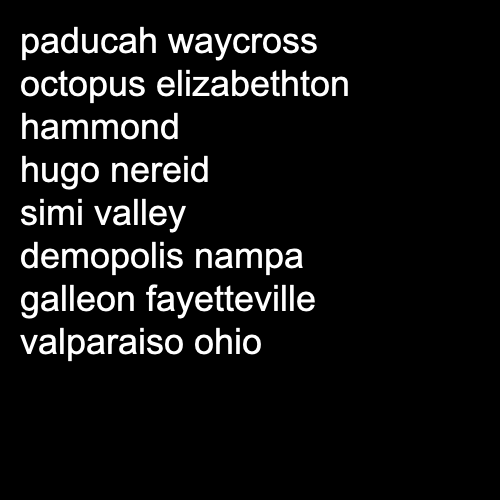 paducah waycross
octopus elizabethton
hammond
hugo nereid
simi valley
demopolis nampa
galleon fayetteville
valparaiso ohio